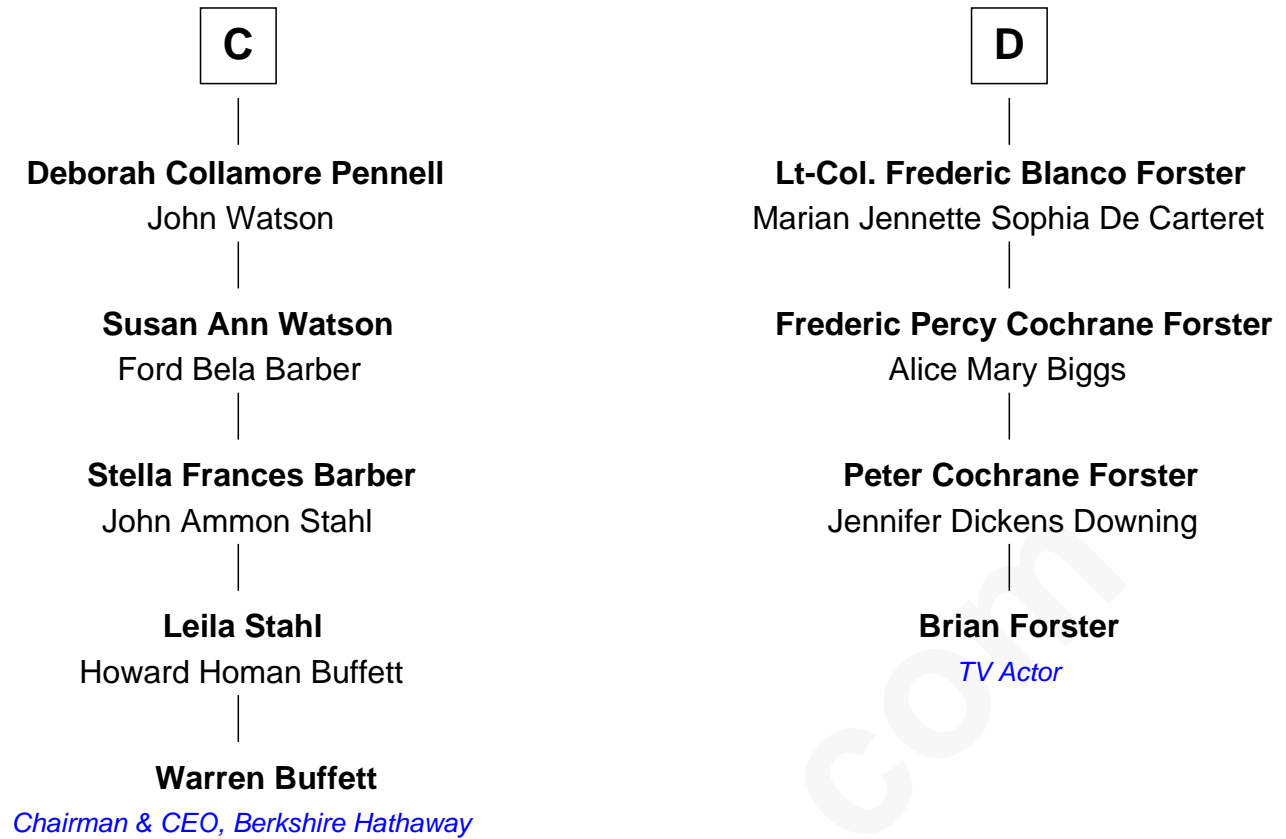 C
Deborah Collamore Pennell
John Watson
Susan Ann Watson
Ford Bela Barber
Stella Frances Barber
John Ammon Stahl
Leila Stahl
Howard Homan Buffett
Warren Buffett
Chairman & CEO, Berkshire Hathaway
D
Lt-Col. Frederic Blanco Forster
Marian Jennette Sophia De Carteret
Frederic Percy Cochrane Forster
Alice Mary Biggs
Peter Cochrane Forster
Jennifer Dickens Downing
Brian Forster
TV Actor
com